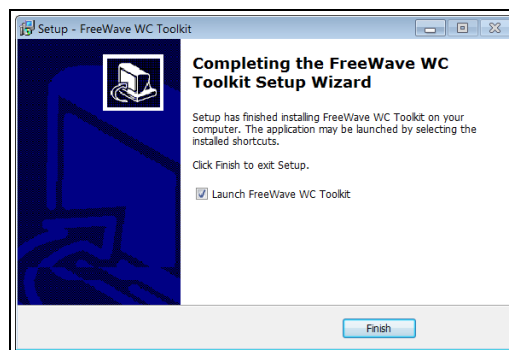 Setup - FreeWave WC Toolkit
Completing the FreeWave WC
Toolkit Setup Wizard
Setup has finished installing FreeWave WC Toolkit on your
computer. The application may be launched by selecting the
installed shortcuts.
Click Finish to exit Setup.
Launch FreeWave WC Toolkit
Finish